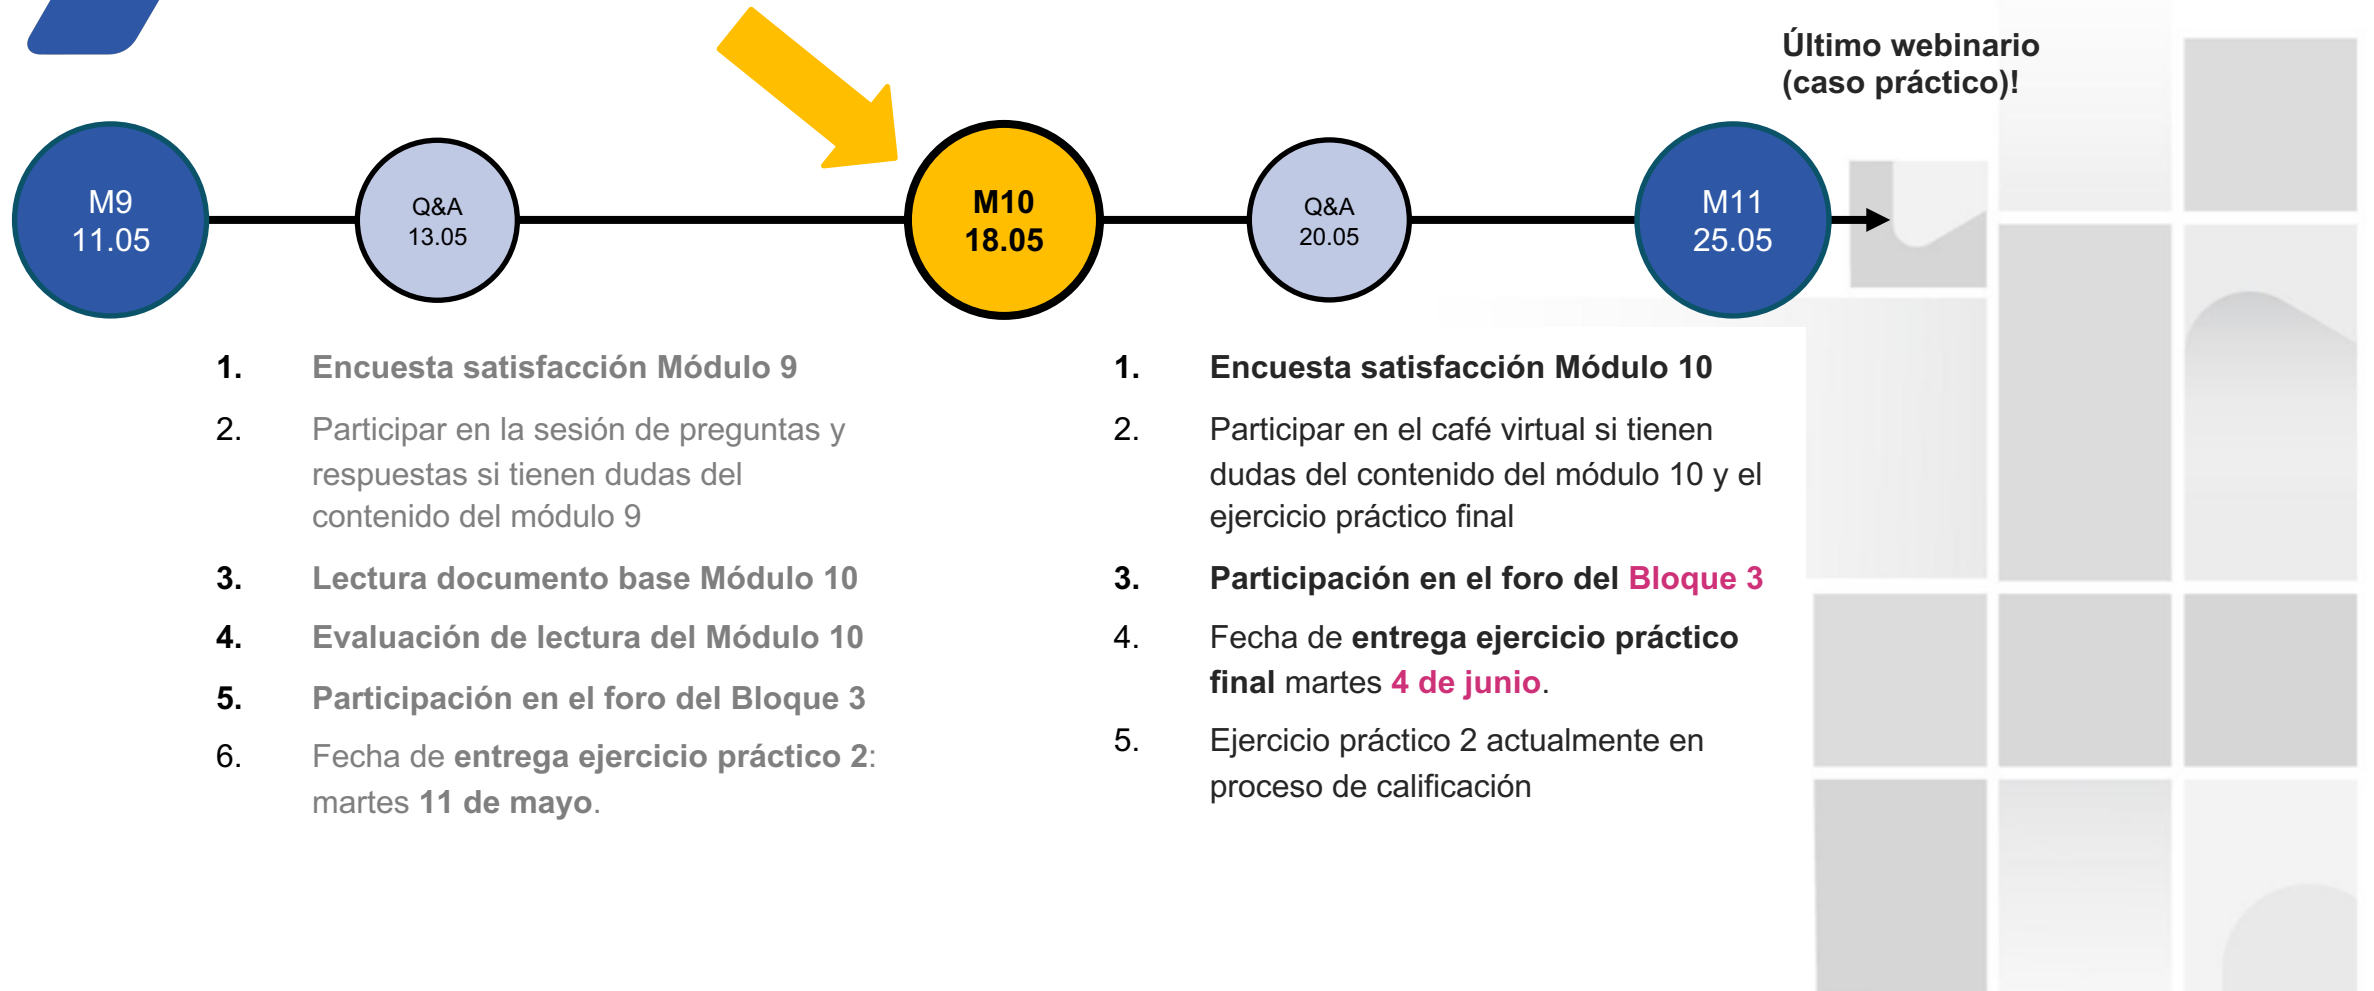 Último webinario
(caso práctico)!
M9
11.05
Q&A
13.05
M10
18.05
Q&A
20.05
M11
25.05
1. Encuesta satisfacción Módulo 9
2. Participar en la sesión de preguntas y
respuestas si tienen dudas del
contenido del módulo 9
3. Lectura documento base Módulo 10
4. Evaluación de lectura del Módulo 10
5. Participación en el foro del Bloque 3
6. Fecha de entrega ejercicio práctico 2:
martes 11 de mayo.
1. Encuesta satisfacción Módulo 10
2. Participar en el café virtual si tienen
dudas del contenido del módulo 10 y el
ejercicio práctico final
3. Participación en el foro del Bloque 3
4. Fecha de entrega ejercicio práctico
final martes 4 de junio.
5. Ejercicio práctico 2 actualmente en
proceso de calificación